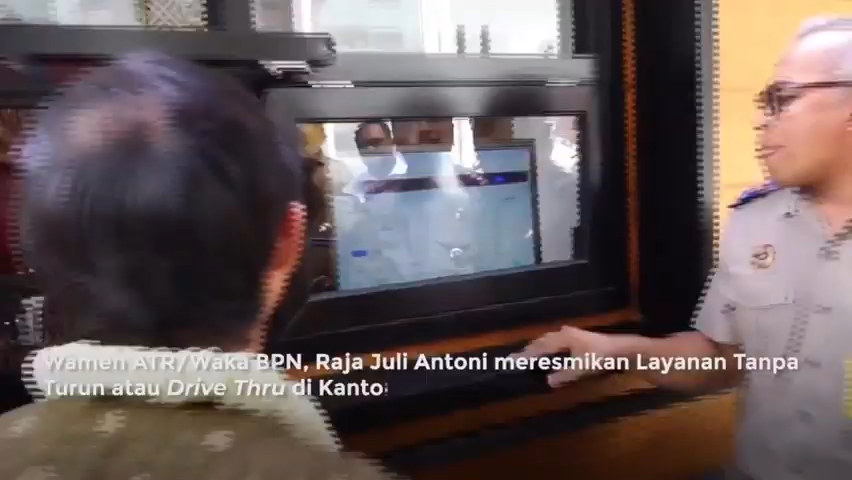 Wamen ATR/Waka BPN, Raja Juli Antoni meresmikan Layanan Tanpa
Turun atau Drive Thru di Kanto